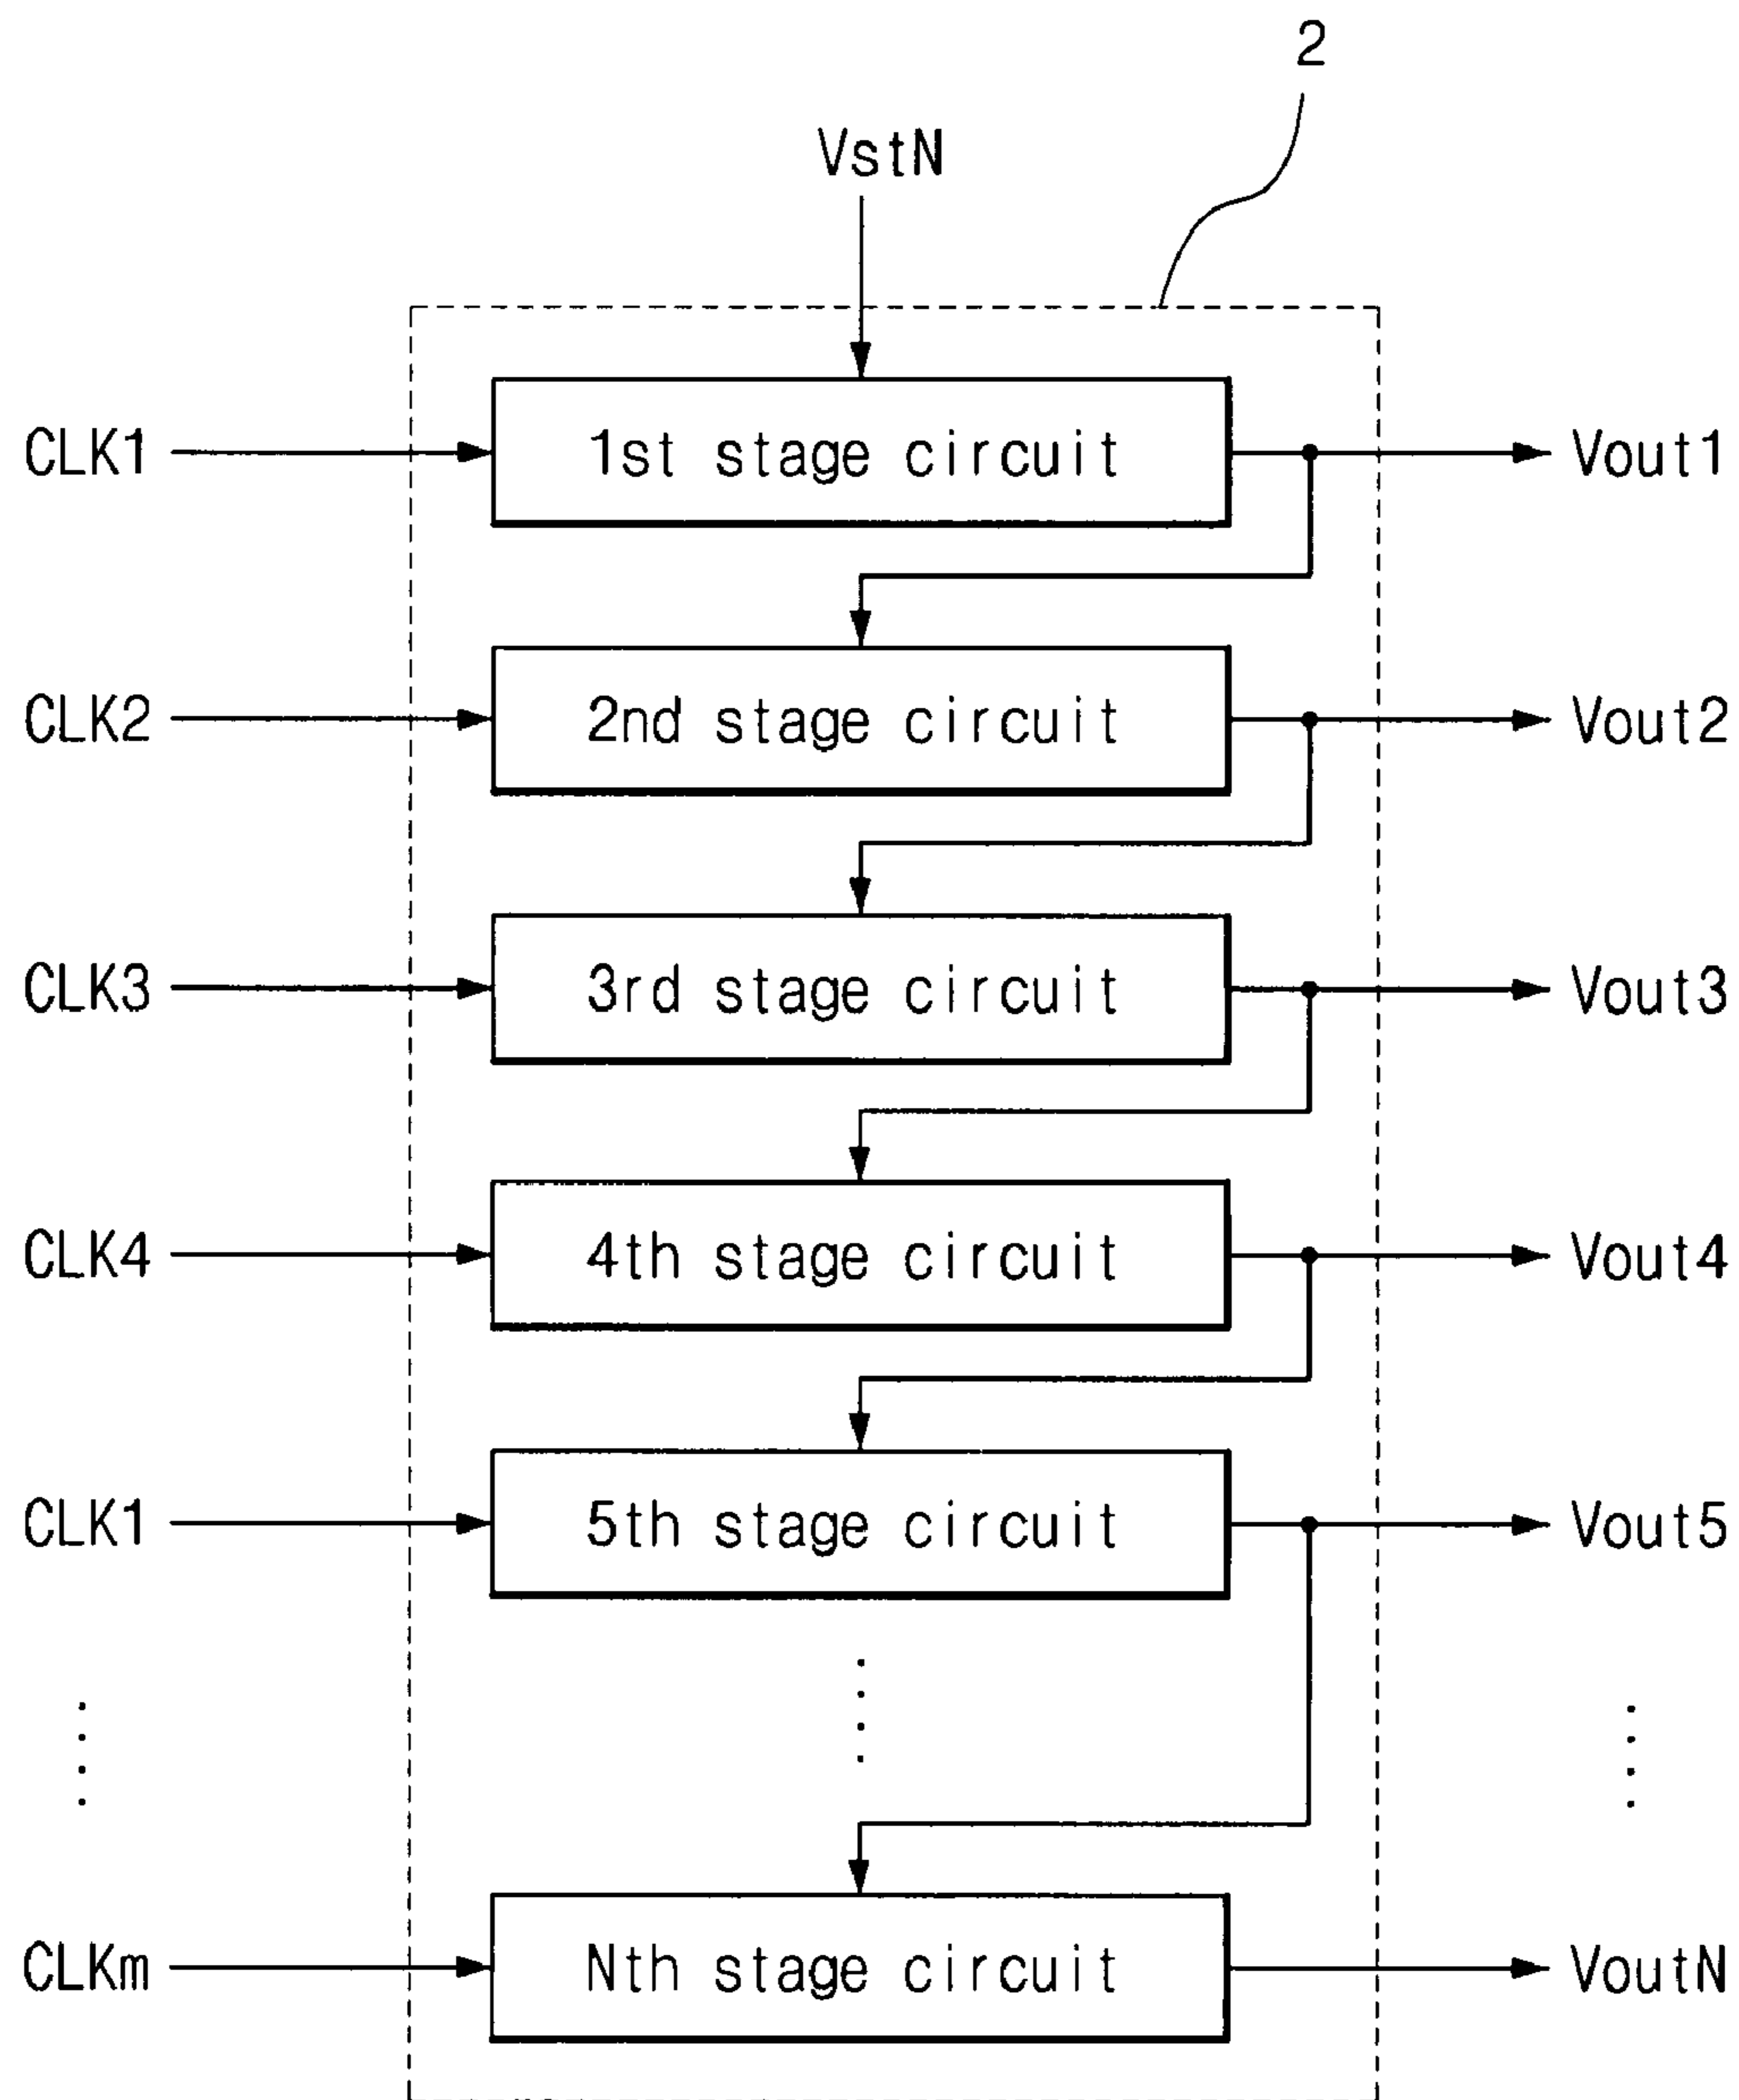 2
VstN
CLK1 1st stage circuit Vout1
CLK2 2nd stage circuit Vout2
CLK3 3rd stage circuit Vout3
CLK4 4th stage circuit Vout4
CLK1 5th stage circuit Vout5
CLKm Nth stage circuit VoutN